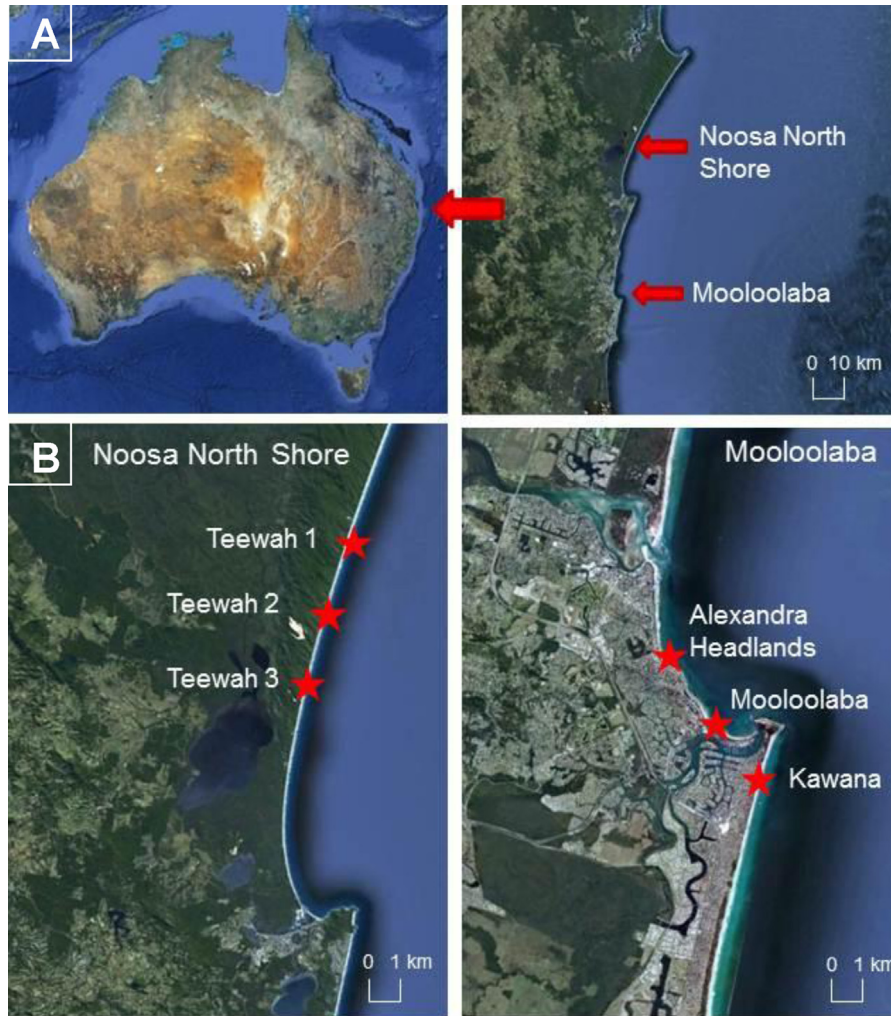 A
Noosa North
Shore
Mooloolaba
0 10 km
B
Noosa North Shore
Teewah 1
Teewah 2
Teewah 3
0 1 km
Mooloolaba
Alexandra
Headlands
Mooloolaba
Kawana
0 1 km